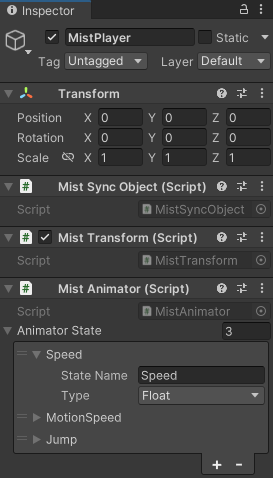 Inspector
MistPlayer Static
Tag Untagged Layer Default
Transform
Position X 0 Y 0 Z 0
Rotation X 0 Y 0 Z 0
Scale X 1 Y 1 Z 1
# Mist Sync Object (Script)
Script # MistSyncObject
# Mist Transform (Script)
Script # MistTransform
# Mist Animator (Script)
Script # MistAnimator
Animator State 3
Speed
State Name Speed
Type Float
MotionSpeed
Jump
+ -